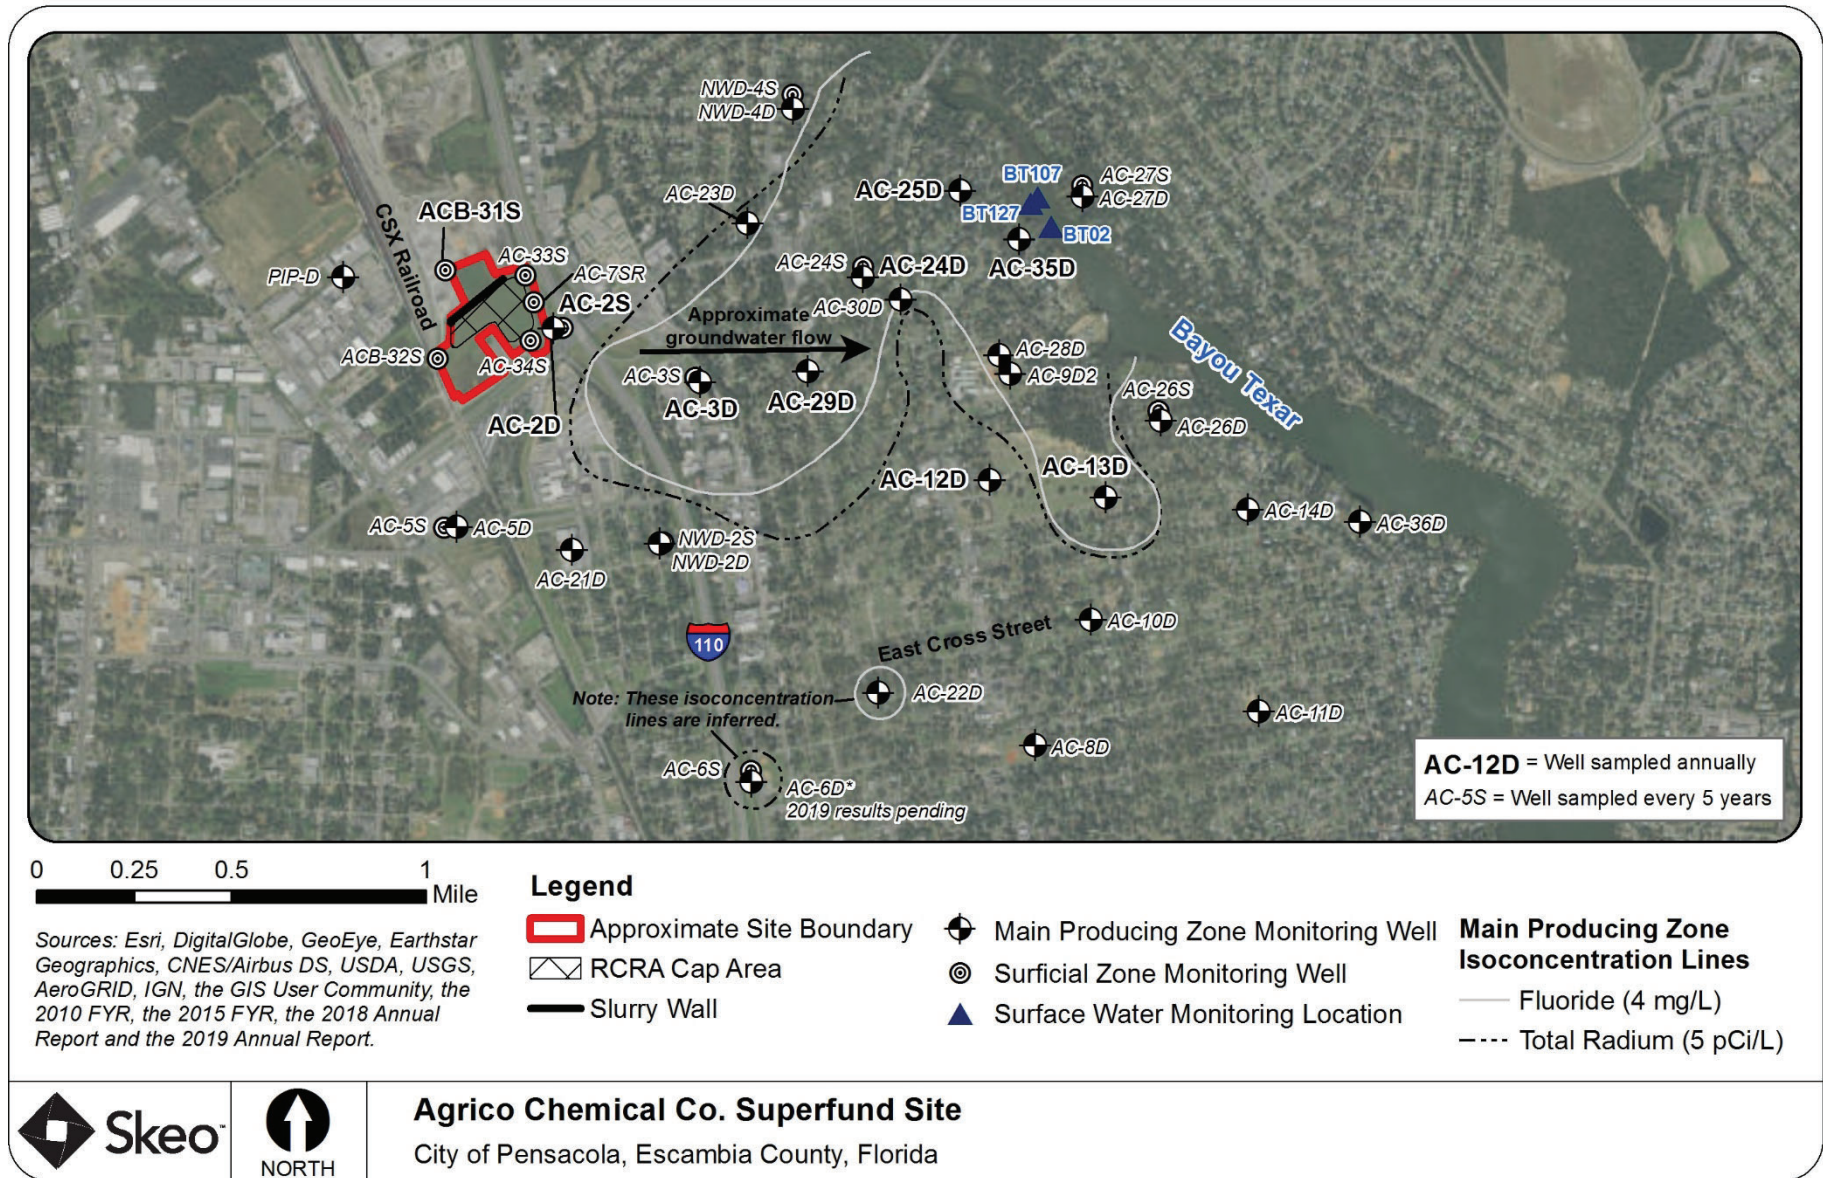 NWD-4S
NWD-4D
AC-23D
AC-25D
BT107
BT127
BT02
AC-27S
AC-27D
AC-35D
ACB-31S
CSX Railroad
AC-33S
AC-7SR
PIP-D
AC-2S
AC-24S
AC-24D
AC-30D
Approximate
groundwater flow
ACB-32S
AC-34S
AC-2D
AC-3S
AC-3D
AC-29D
AC-28D
AC-9D2
Bayou Texar
AC-26S
AC-26D
AC-12D
AC-13D
AC-14D
AC-36D
AC-5S
AC-5D
AC-21D
NWD-2S
NWD-2D
110
East Cross Street
AC-10D
Note: These isoconcentration
lines are inferred.
AC-22D
AC-11D
AC-8D
AC-6S
AC-6D*
2019 results pending
AC-12D = Well sampled annually
AC-5S = Well sampled every 5 years
0 0.25 0.5 1
Mile
Sources: Esri, DigitalGlobe, GeoEye, Earthstar
Geographics, CNES/Airbus DS, USDA, USGS,
AeroGRID, IGN, the GIS User Community, the
2010 FYR, the 2015 FYR, the 2018 Annual
Report and the 2019 Annual Report.
Legend
Approximate Site Boundary
RCRA Cap Area
Slurry Wall
Main Producing Zone Monitoring Well
Surficial Zone Monitoring Well
Surface Water Monitoring Location
Main Producing Zone
Isoconcentration Lines
Fluoride (4 mg/L)
Total Radium (5 pCi/L)
Skeo™
NORTH
Agrico Chemical Co. Superfund Site
City of Pensacola, Escambia County, Florida